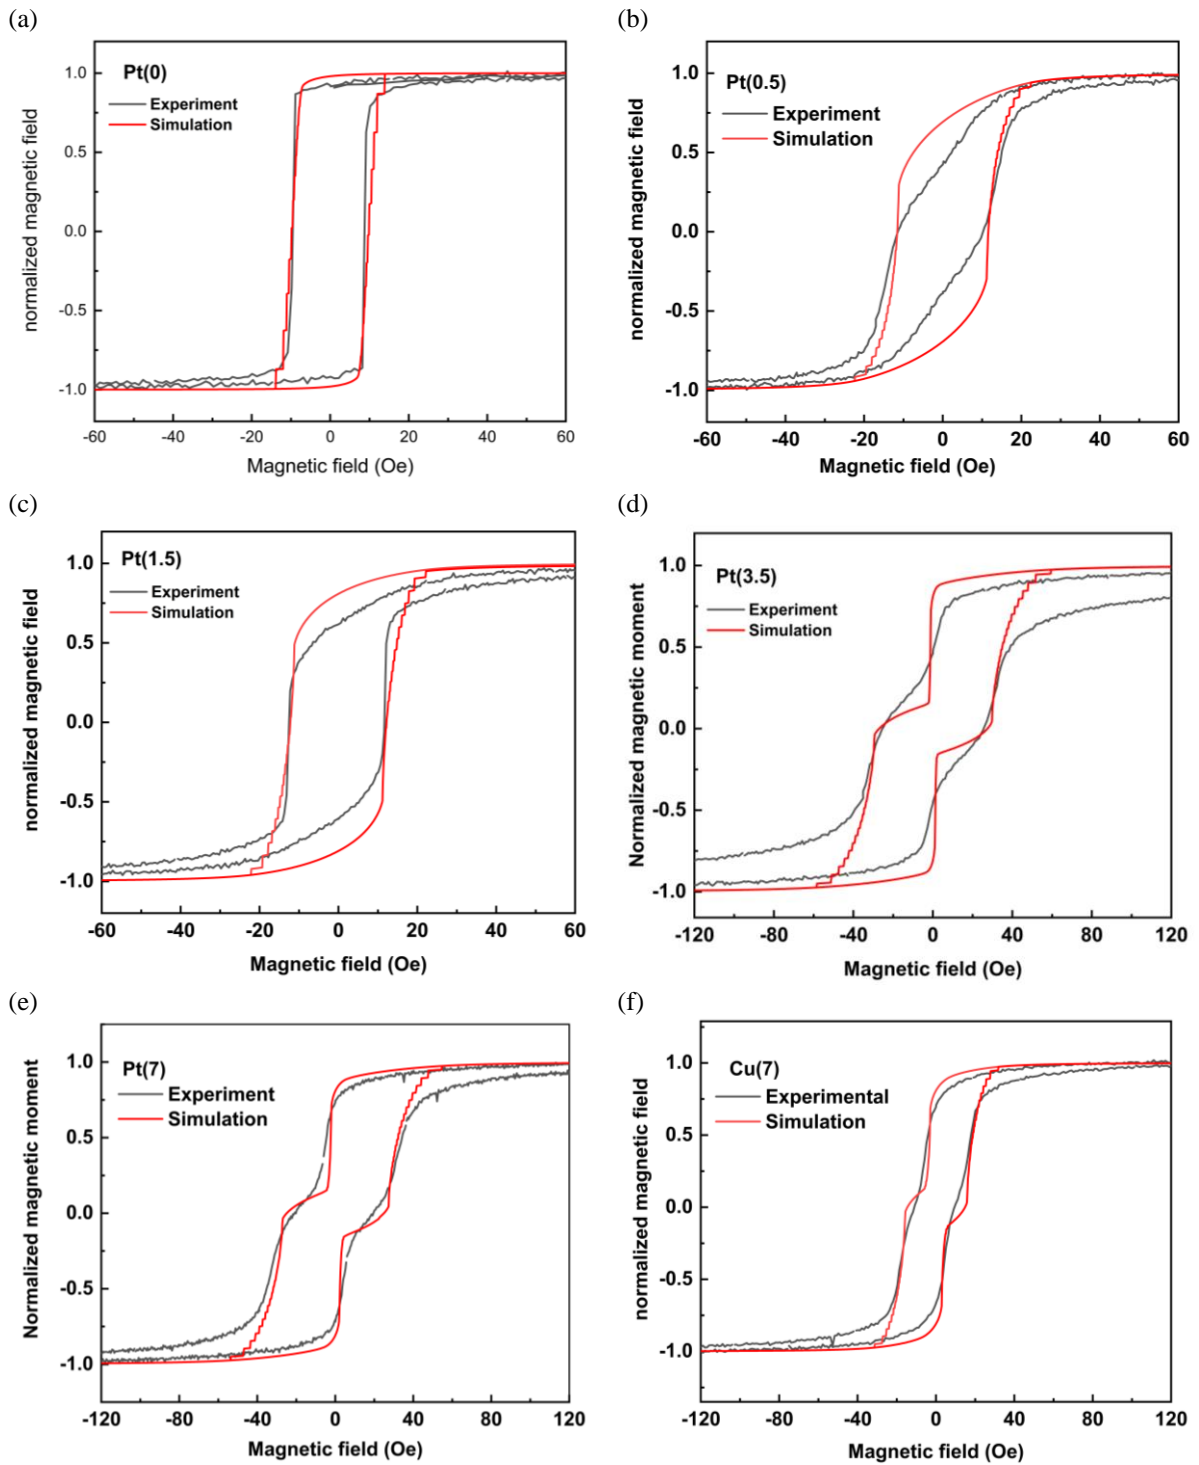 (a)
Pt(0)
Experiment
Simulation
normalized magnetic field
1.0
0.5
0.0
-0.5
-1.0
-60 -40 -20 0 20 40 60
Magnetic field (Oe)
(b)
Pt(0.5)
Experiment
Simulation
normalized magnetic field
1.0
0.5
0.0
-0.5
-1.0
-60 -40 -20 0 20 40 60
Magnetic field (Oe)
(c)
Pt(1.5)
Experiment
Simulation
normalized magnetic field
1.0
0.5
0.0
-0.5
-1.0
-60 -40 -20 0 20 40 60
Magnetic field (Oe)
(d)
Pt(3.5)
Experiment
Simulation
Normalized magnetic moment
1.0
0.5
0.0
-0.5
-1.0
-120 -80 -40 0 40 80 120
Magnetic field (Oe)
(e)
Pt(7)
Experiment
Simulation
Normalized magnetic moment
1.0
0.5
0.0
-0.5
-1.0
-120 -80 -40 0 40 80 120
Magnetic field (Oe)
(f)
Cu(7)
Experimental
Simulation
normalized magnetic field
1.0
0.5
0.0
-0.5
-1.0
-120 -80 -40 0 40 80 120
Magnetic field (Oe)